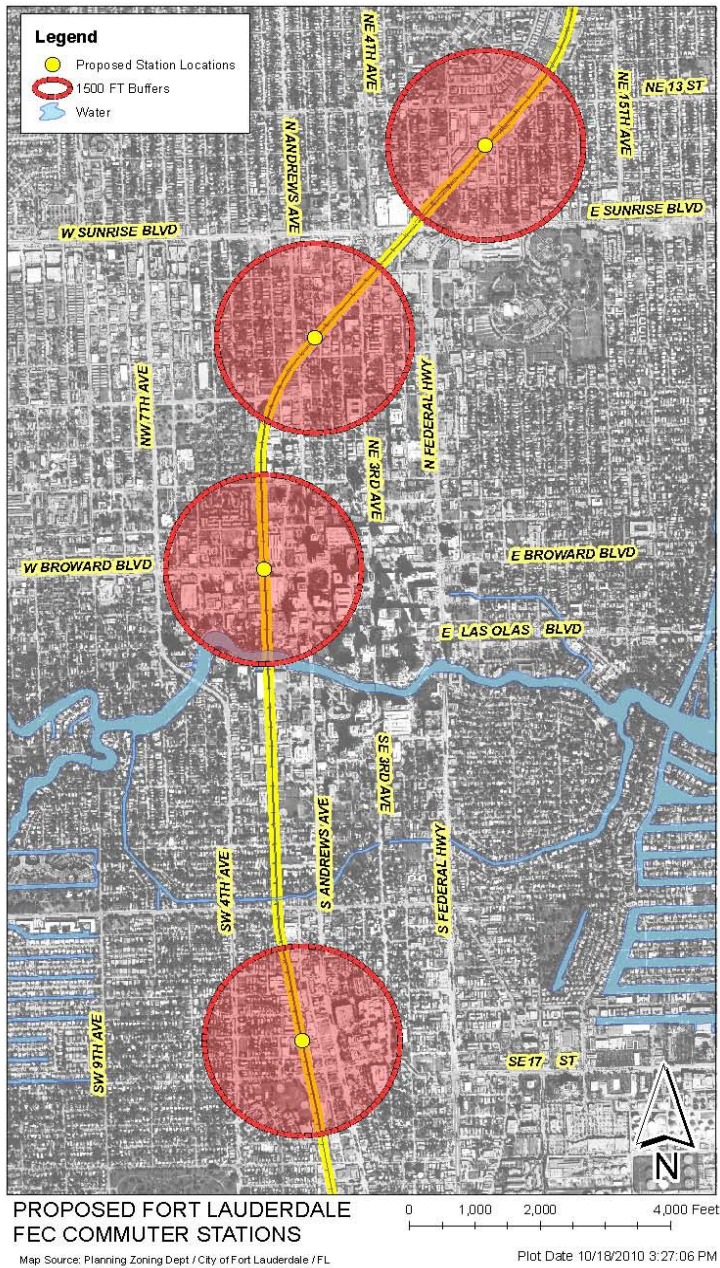 Legend
Proposed Station Locations
1500 FT Buffers
Water
NE 4TH AVE
NE 15TH AVE
NE 13 ST
N ANDREWS AVE
W SUNRISE BLVD
E SUNRISE BLVD
NW 7TH AVE
N FEDERAL HWY
NE 3RD AVE
W BROWARD BLVD
E BROWARD BLVD
E LAS OLAS BLVD
SE 3RD AVE
S ANDREWS AVE
SW 4TH AVE
S FEDERAL HWY
SW 9TH AVE
SE 17 ST
N
PROPOSED FORT LAUDERDALE
FEC COMMUTER STATIONS
0 1,000 2,000 4,000 Feet
Map Source: Planning Zoning Dept / City of Fort Lauderdale / FL
Plot Date 10/18/2010 3:27:06 PM